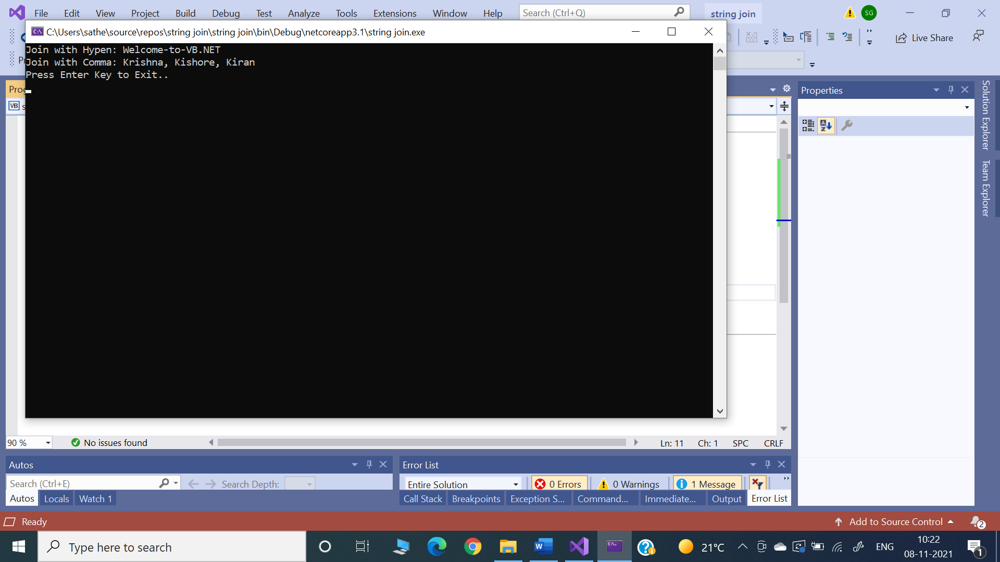 File Edit View Project Build Debug Test Analyze Tools Extensions Window Help Search (Ctrl+Q) string join SG
C:\Users\sathe\source\repos\string join\string join\bin\Debug\netcoreapp3.1\string join.exe
Live Share
Join with Hypen: Welcome-to-VB.NET
Join with Comma: Krishna, Kishore, Kiran
Press Enter Key to Exit..
Properties
VB
Solution Explorer
Team Explorer
90 % No issues found Ln: 11 Ch: 1 SPC CRLF
Autos
Search (Ctrl+E) Search Depth:
Autos Locals Watch 1
Error List
Entire Solution 0 Errors 0 Warnings 1 Message
Call Stack Breakpoints Exception S... Command... Immediate... Output Error List
Ready Add to Source Control 2
Type here to search 21°C ENG 10:22
08-11-2021 1